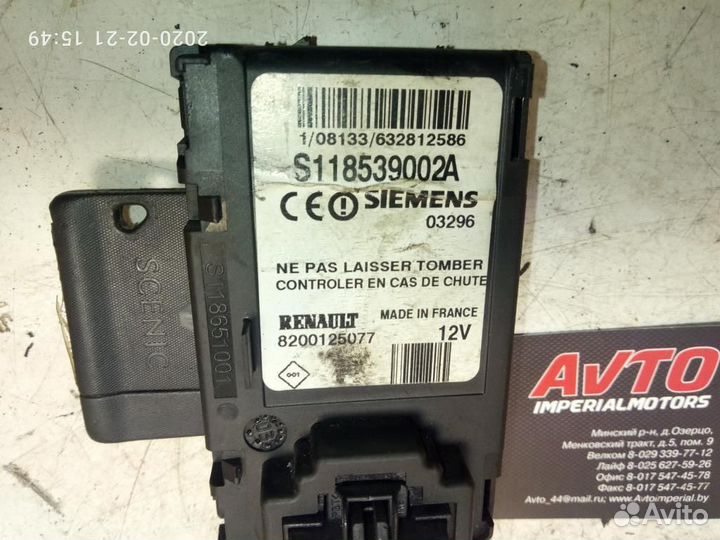 2020-02-21 15:49
1/08133/632812586
S118539002A
CE SIEMENS
03296
NE PAS LAISSER TOMBER
CONTROLER EN CAS DE CHUTE
RENAULT MADE IN FRANCE
8200125077 12V
001
SCENIC
S118651001
AVTO
IMPERIALMOTORS
Минский р-н, д.Озерцо,
Менковский тракт, д.5, пом. 9
Велком 8-029 339-77-12
Лайф 8-025 627-59-26
Офис 8-017 547-45-78
Факс 8-017 547-45-77
Avto_44@mail.ru; www.Avtoimperial.by
Avito